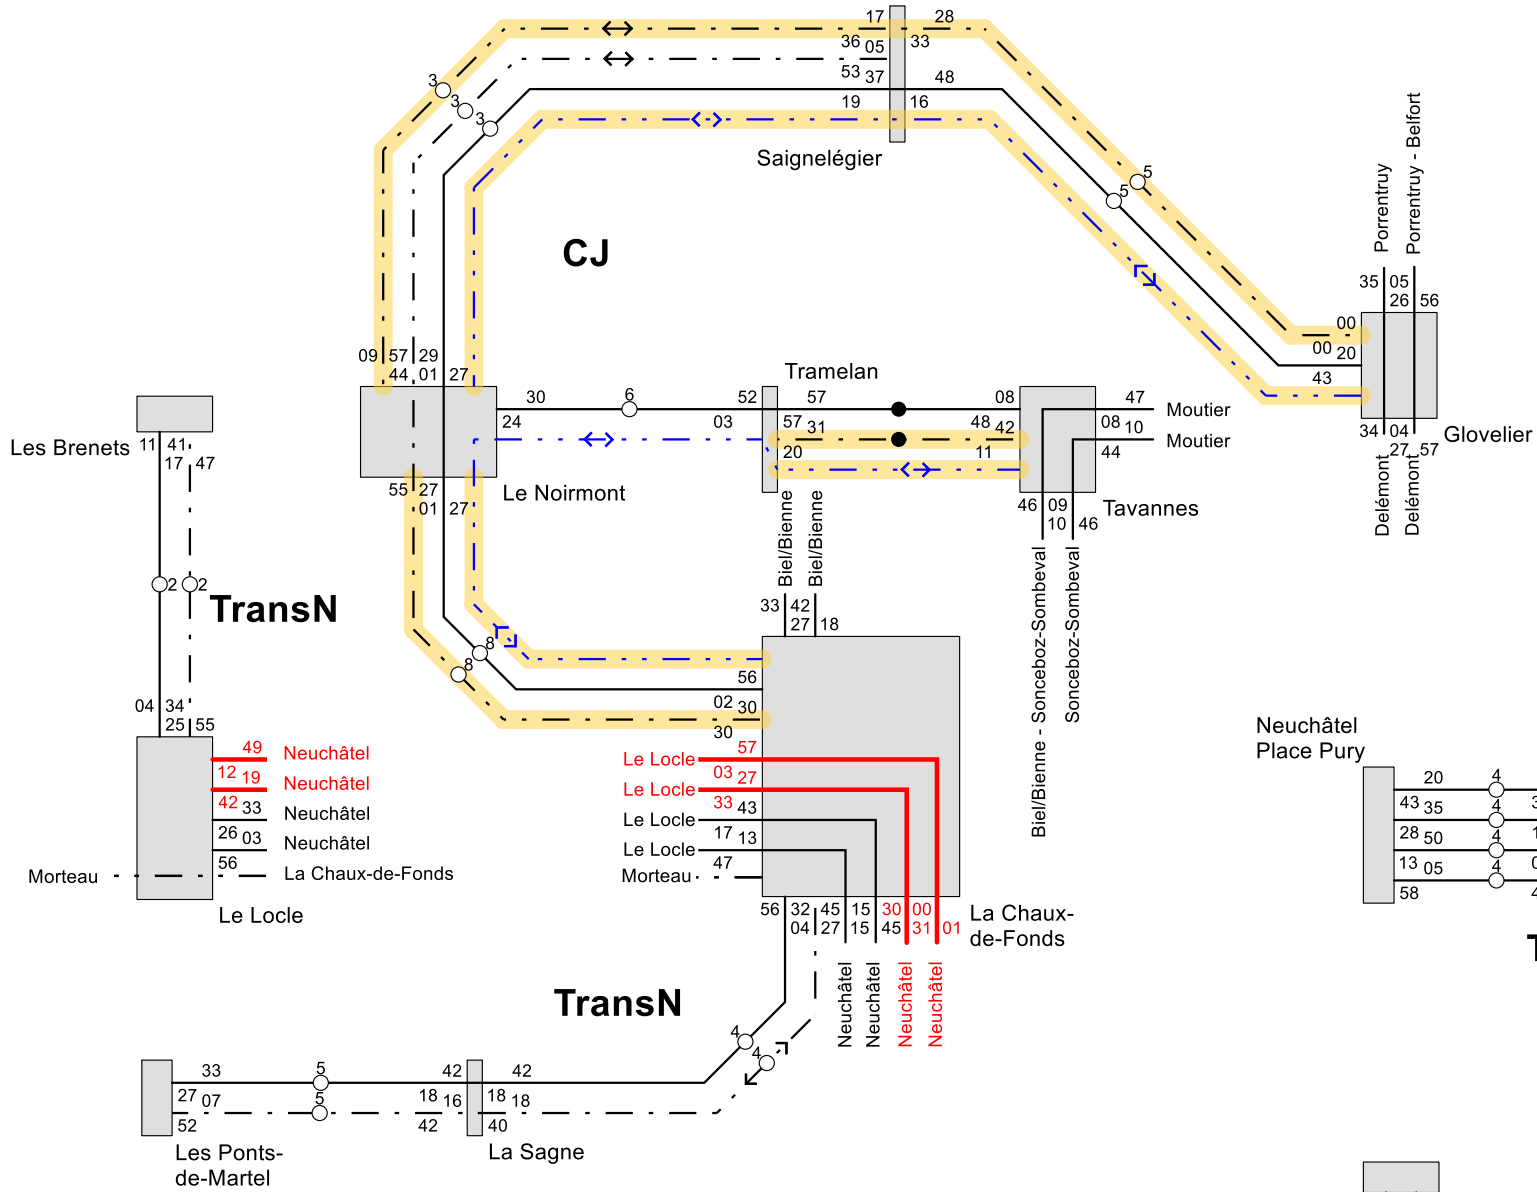 17 28
36 05 33
53 37 48
19 16
3
3
3
Saignelégier
5
5
Porrentruy
Porrentruy - Belfort
CJ
35 05
26 56
00
00 20
43
34 04
27 57
Glovelier
Delémont
Delémont
09 57 29
44 01 27
Tramelan
30 6 52 57 08 47
Moutier
24 03 57 31 48 42 08 10
Moutier
20 11 44
55 27
01 27
Le Noirmont
46 09
10 46
Tavannes
Biel/Bienne
Biel/Bienne
Biel/Bienne - Sonceboz-Sombeval
Sonceboz-Sombeval
Les Brenets
11 41
17 47
2 2
TransN
04 34
25 55
33 42
27 18
8
8
56
02 30
30
49 Neuchâtel
12 19 Neuchâtel
42 33 Neuchâtel
26 03 Neuchâtel
56 La Chaux-de-Fonds
Morteau
Le Locle
Le Locle 57
03 27
Le Locle
33 43
Le Locle
17 13
Le Locle
47
Morteau
56 32 45 15 30 00
04 27 15 45 31 01
La Chaux-
de-Fonds
Neuchâtel
Neuchâtel
Neuchâtel
Neuchâtel
Neuchâtel
Place Pury
20 4
43 35 4
28 50 4
13 05 4
58
TransN
4
4
33 5 42 42
27 07 5 18 16 18 18
52 42 40
Les Ponts-
de-Martel
La Sagne